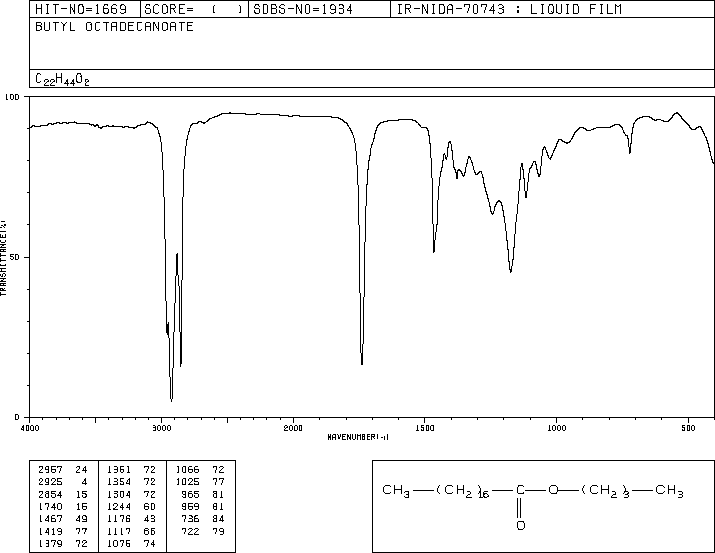 HIT-NO=1669 SCORE= ( ) SDBS-NO=1934 IR-NIDA-70743 : LIQUID FILM
BUTYL OCTADECANOATE
C22H44O2
100
50
0
TRANSMITTANCE(%)
4000 3000 2000 1500 1000 500
WAVENUMBER(-1)
2957 24 1361 72 1066 72
2925 4 1354 72 1025 77
2854 15 1304 72 965 81
1740 16 1244 60 959 81
1467 49 1176 43 736 84
1419 77 1117 66 722 79
1379 72 1076 74
CH3—(CH2)16—C—O—(CH2)3—CH3
O